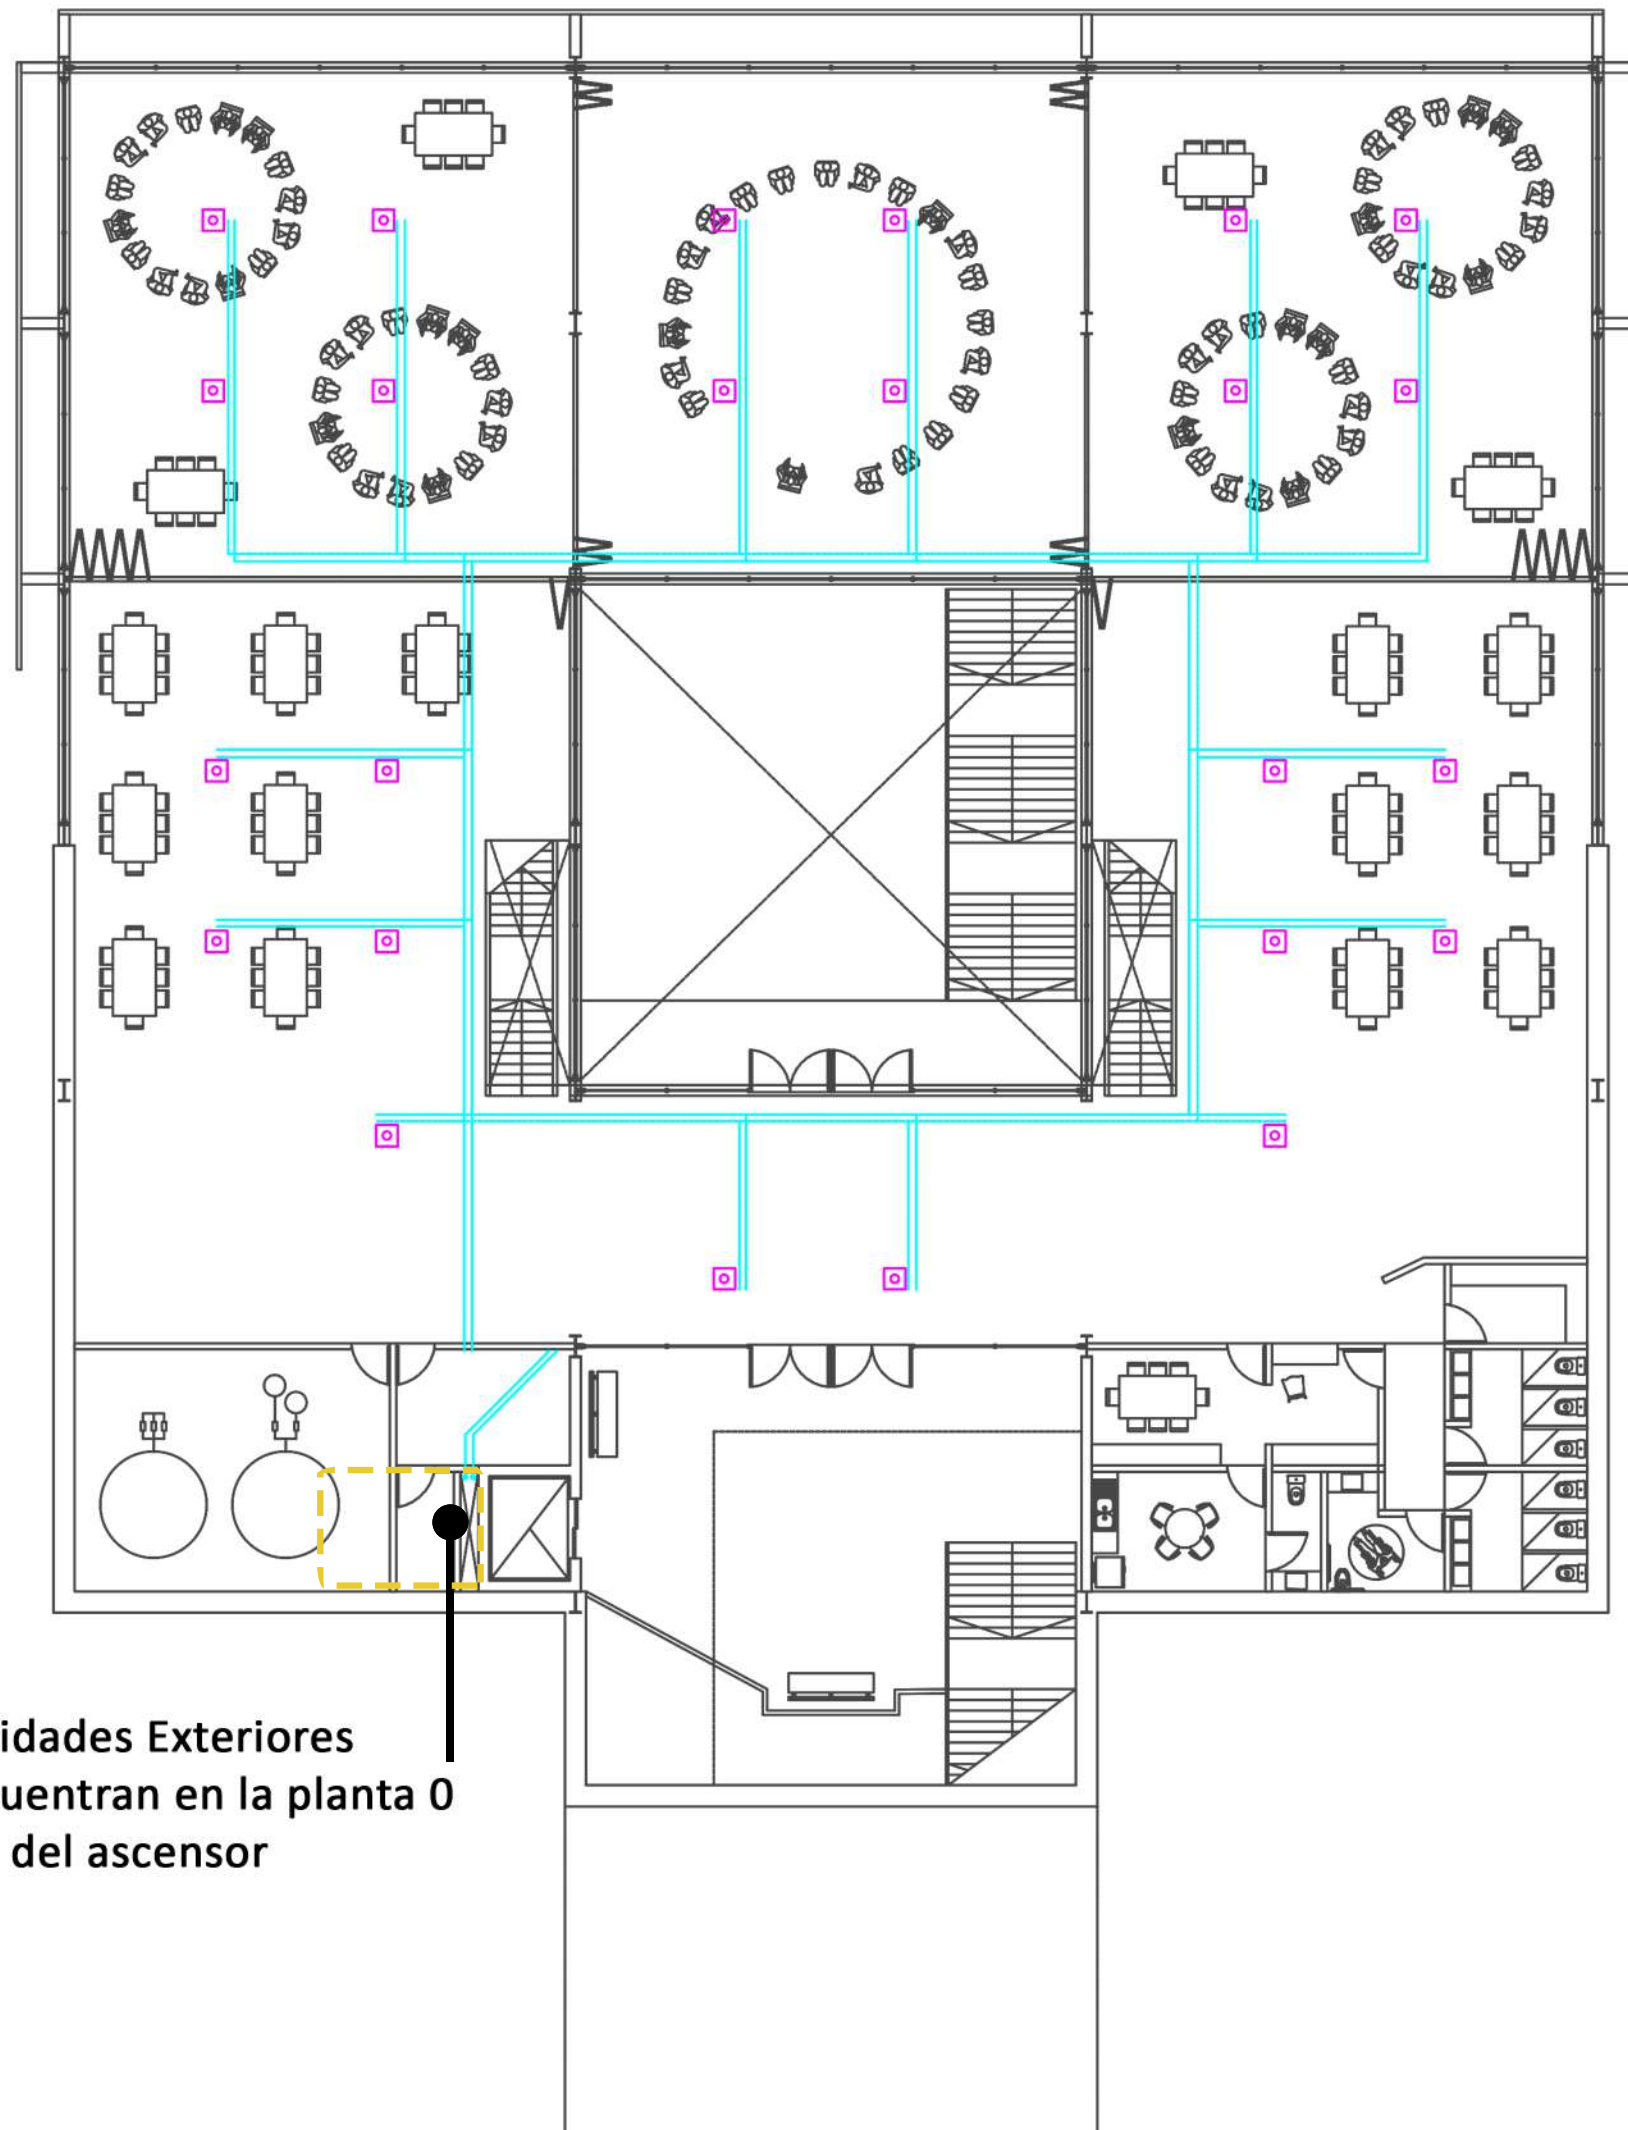 idades Exteriores
uentran en la planta 0
del ascensor